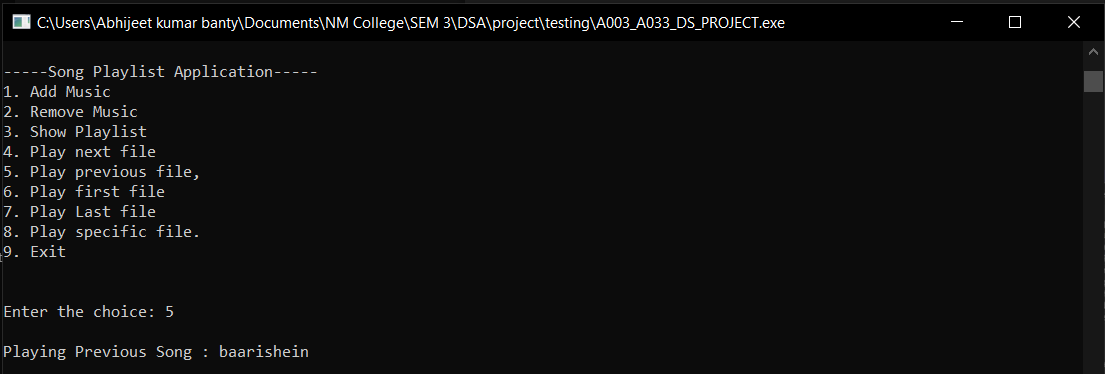 C:\Users\Abhijeet kumar banty\Documents\NM College\SEM 3\DSA\project\testing\A003_A033_DS_PROJECT.exe
-----Song Playlist Application-----
1. Add Music
2. Remove Music
3. Show Playlist
4. Play next file
5. Play previous file,
6. Play first file
7. Play Last file
8. Play specific file.
9. Exit
Enter the choice: 5
Playing Previous Song : baarishein